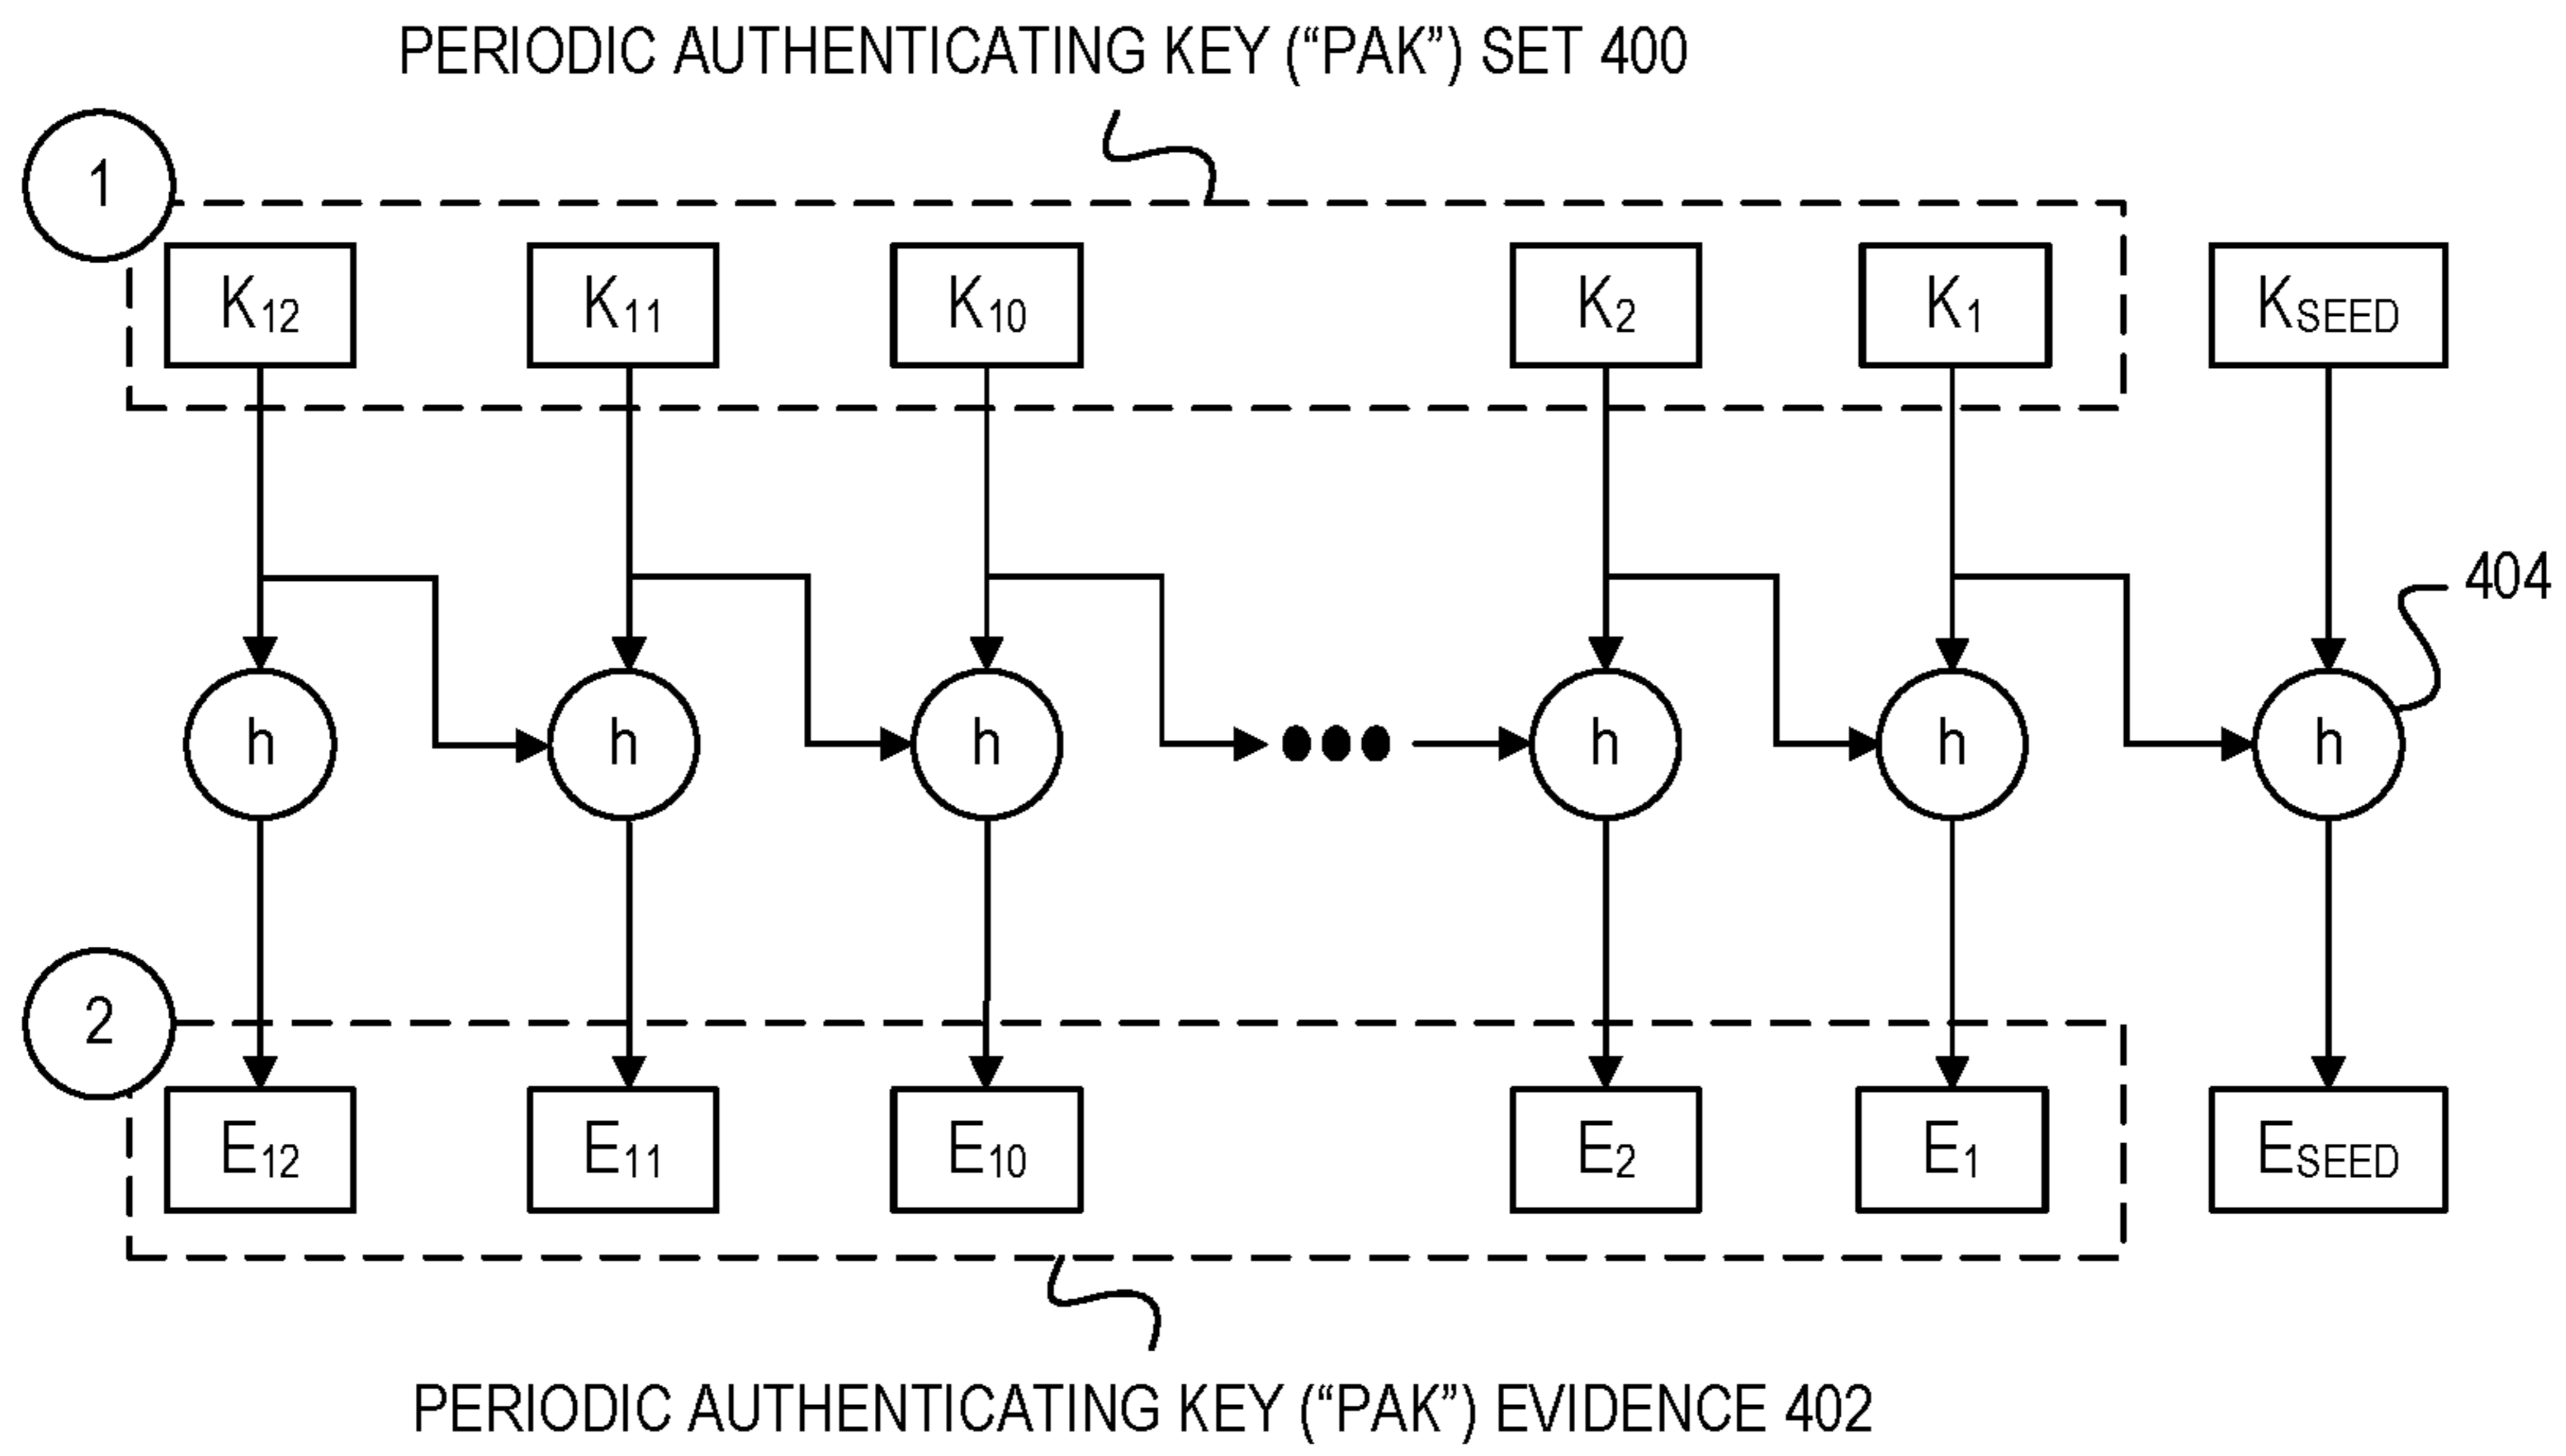 PERIODIC AUTHENTICATING KEY (“PAK”) SET 400
1
K12 K11 K10 K2 K1 KSEED
404
h h h h h h
2
E12 E11 E10 E2 E1 ESEED
PERIODIC AUTHENTICATING KEY (“PAK”) EVIDENCE 402